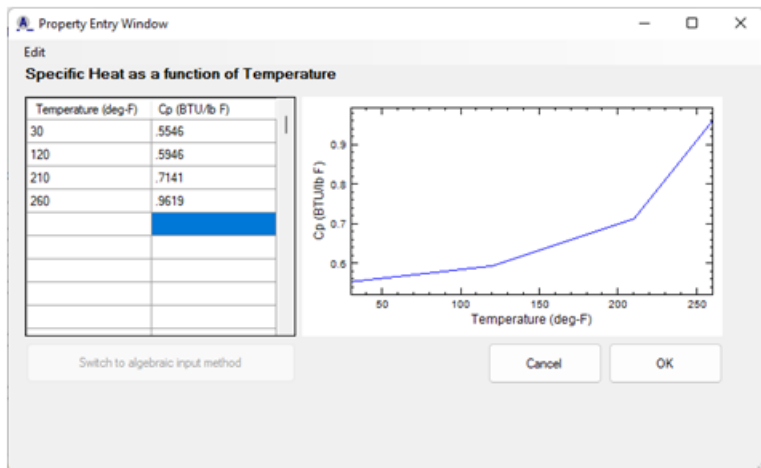 Property Entry Window
Edit
Specific Heat as a function of Temperature
Temperature (deg-F) Cp (BTU/lb F)
30 .5546
120 .5946
210 .7141
260 .9619
0.9
0.8
0.7
0.6
Cp (BTU/lb F)
50 100 150 200 250
Temperature (deg-F)
Switch to algebraic input method
Cancel OK